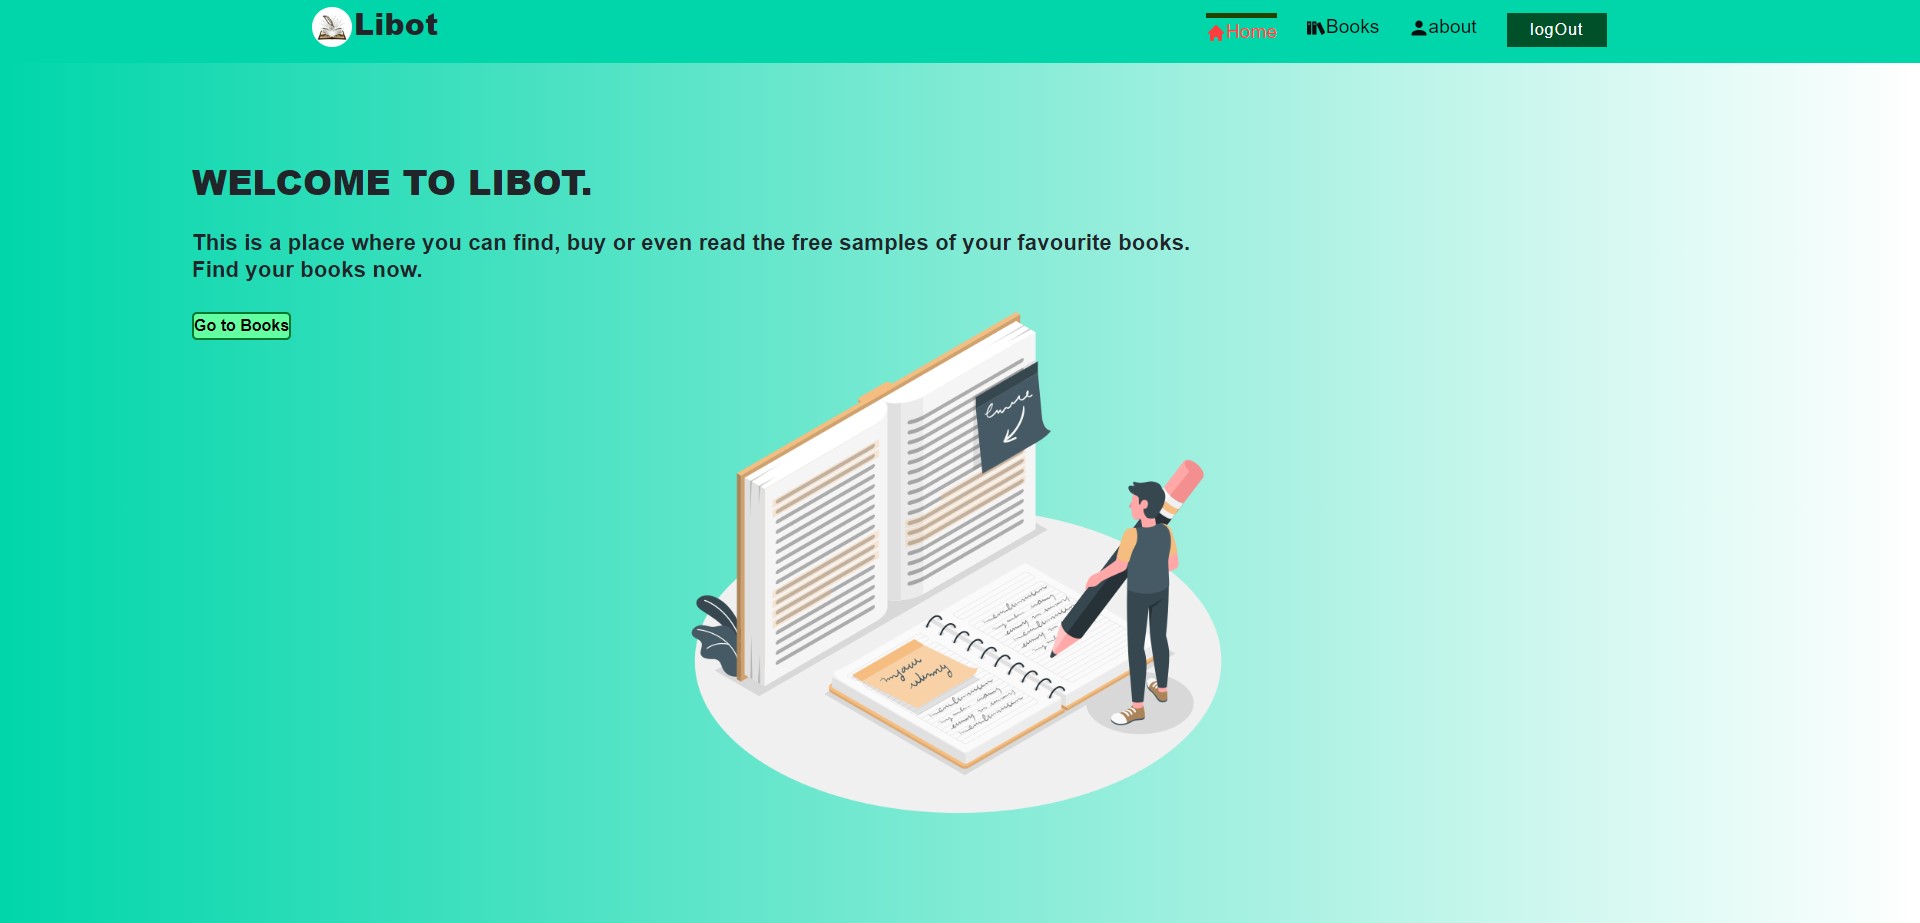 Libot
Home
Books
about
logOut
WELCOME TO LIBOT.
This is a place where you can find, buy or even read the free samples of your favourite books.
Find your books now.
Go to Books